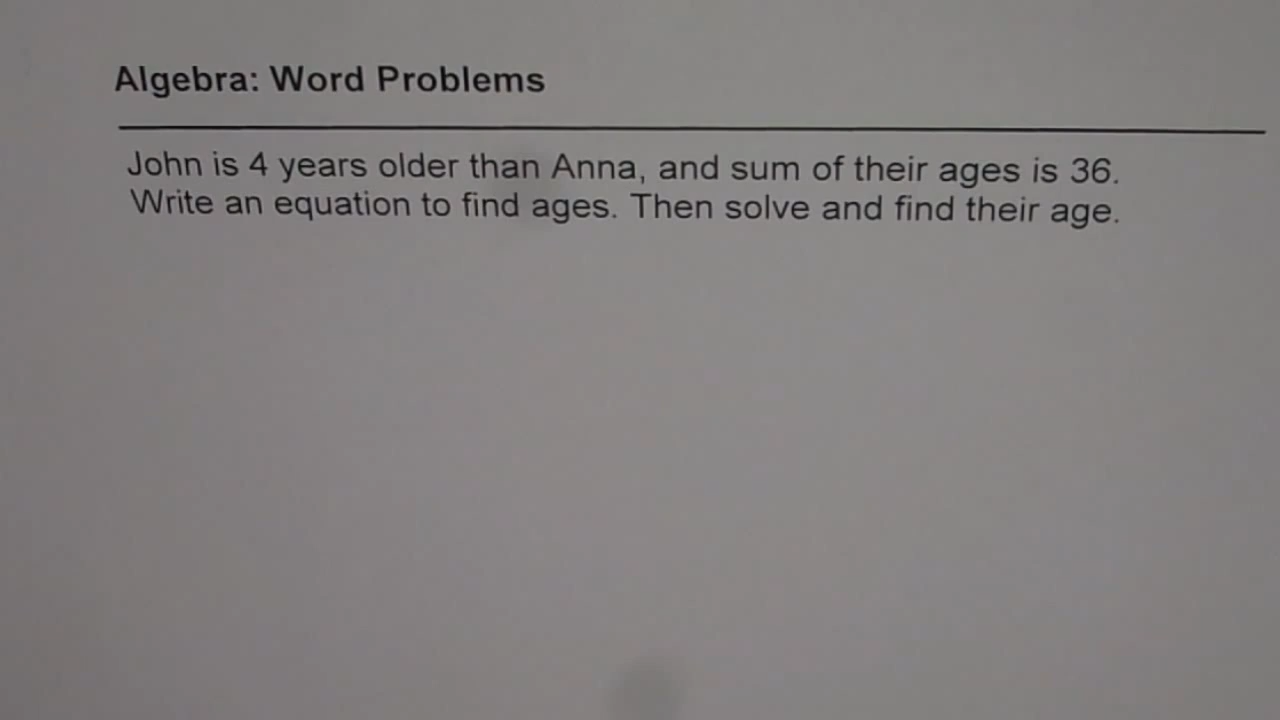 Algebra: Word Problems
John is 4 years older than Anna, and sum of their ages is 36.
Write an equation to find ages. Then solve and find their age.